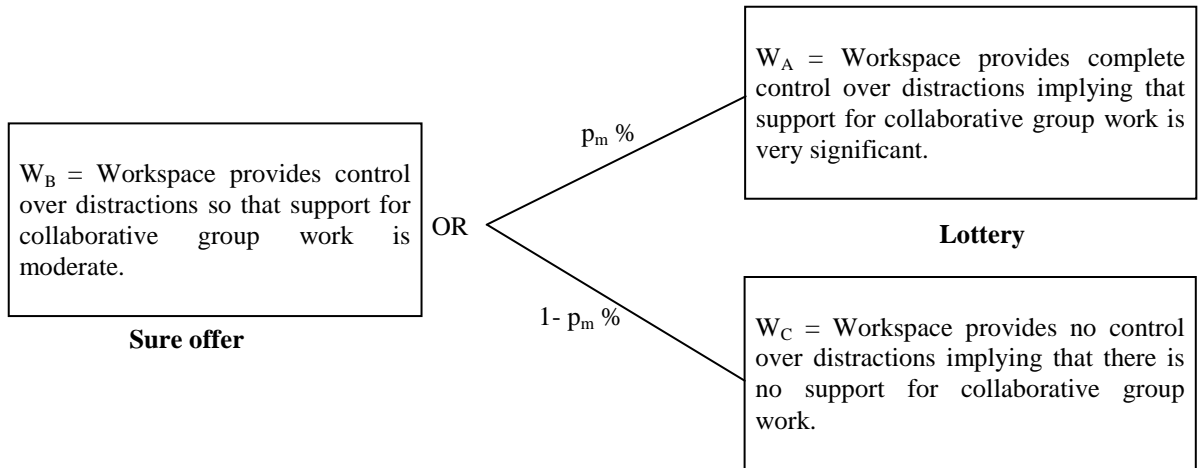 W_B = Workspace provides control
over distractions so that support for
collaborative group work is
moderate.
Sure offer
OR
p_m %
1- p_m %
W_A = Workspace provides complete
control over distractions implying that
support for collaborative group work is
very significant.
Lottery
W_C = Workspace provides no control
over distractions implying that there is
no support for collaborative group
work.